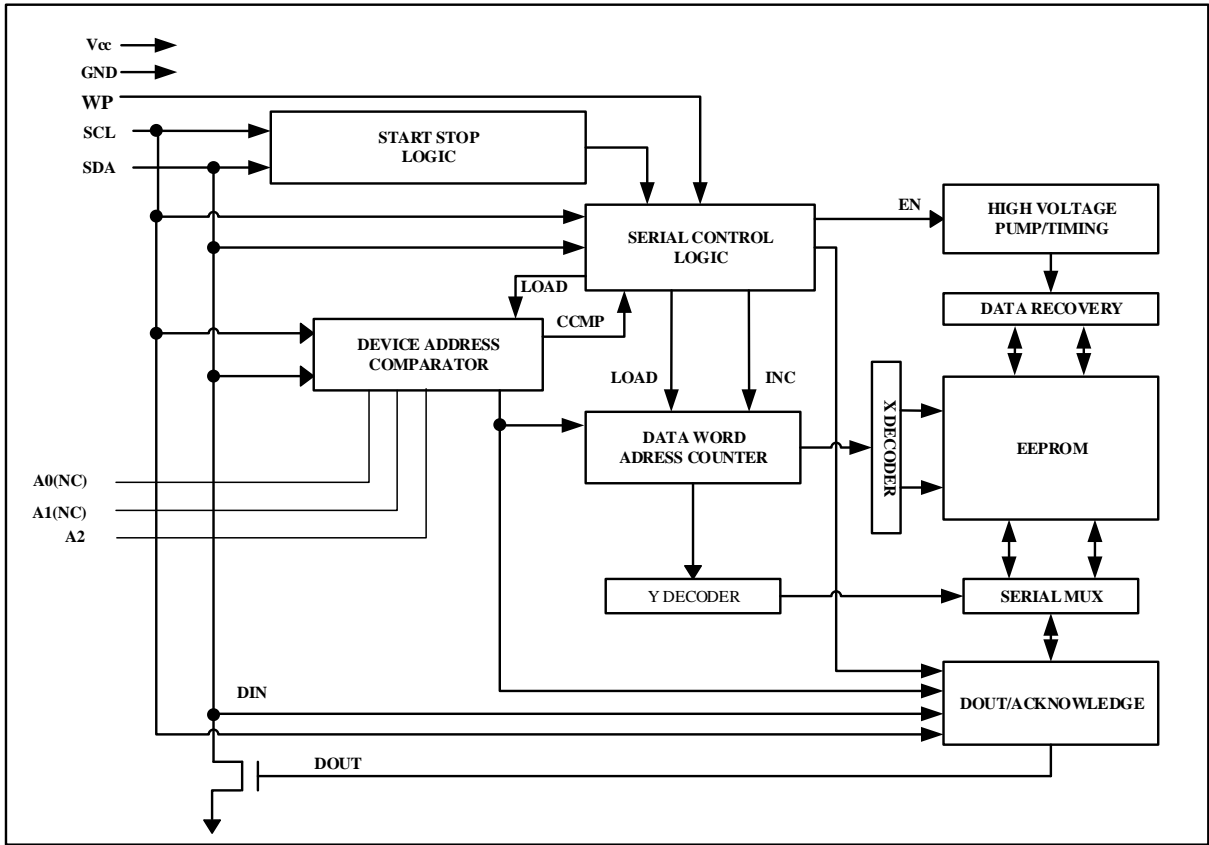 Vcc
GND
WP
SCL
SDA
START STOP
LOGIC
EN
HIGH VOLTAGE
PUMP/TIMING
SERIAL CONTROL
LOGIC
LOAD
CCMP
DATA RECOVERY
DEVICE ADDRESS
COMPARATOR
LOAD
INC
X DECODER
EEPROM
DATA WORD
ADRESS COUNTER
A0(NC)
A1(NC)
A2
Y DECODER
SERIAL MUX
DIN
DOUT/ACKNOWLEDGE
DOUT